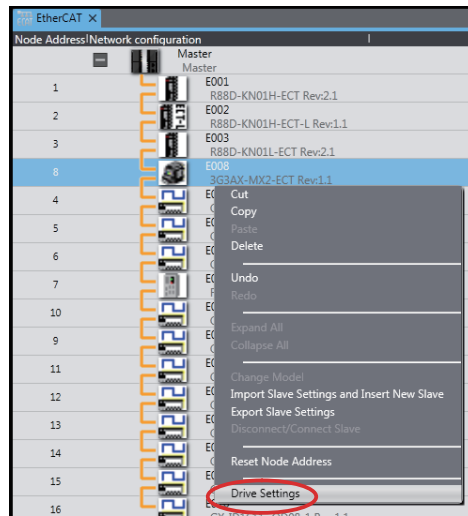 EtherCAT ×
Node Address|Network configuration
Master
Master
1 E001
R88D-KN01H-ECT Rev:2.1
2 E002
R88D-KN01H-ECT-L Rev:1.1
ECT-L
3 E003
R88D-KN01L-ECT Rev:2.1
8 E008
3G3AX-MX2-ECT Rev:1.1
4
5
6
7
10
9
11
12
13
14
15
16
Cut
Copy
Paste
Delete
Undo
Redo
Expand All
Collapse All
Change Model
Import Slave Settings and Insert New Slave
Export Slave Settings
Disconnect/Connect Slave
Reset Node Address
Drive Settings